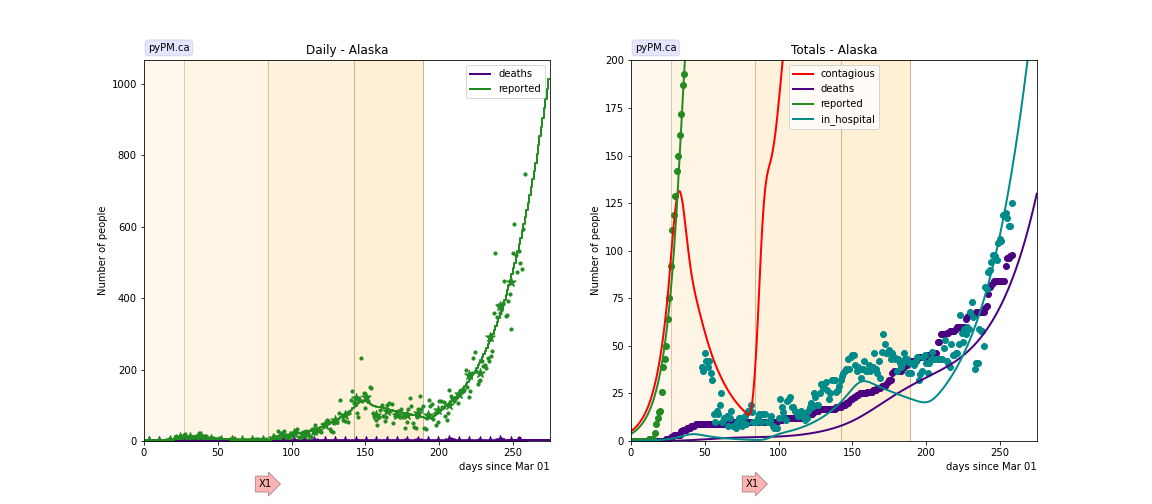 pyPM.ca
Daily - Alaska
Number of people
1000
800
600
400
200
0
0
50
100
150
200
250
days since Mar 01
deaths
reported
X1
pyPM.ca
Totals - Alaska
Number of people
200
175
150
125
100
75
50
25
0
0
50
100
150
200
250
days since Mar 01
contagious
deaths
reported
in_hospital
X1